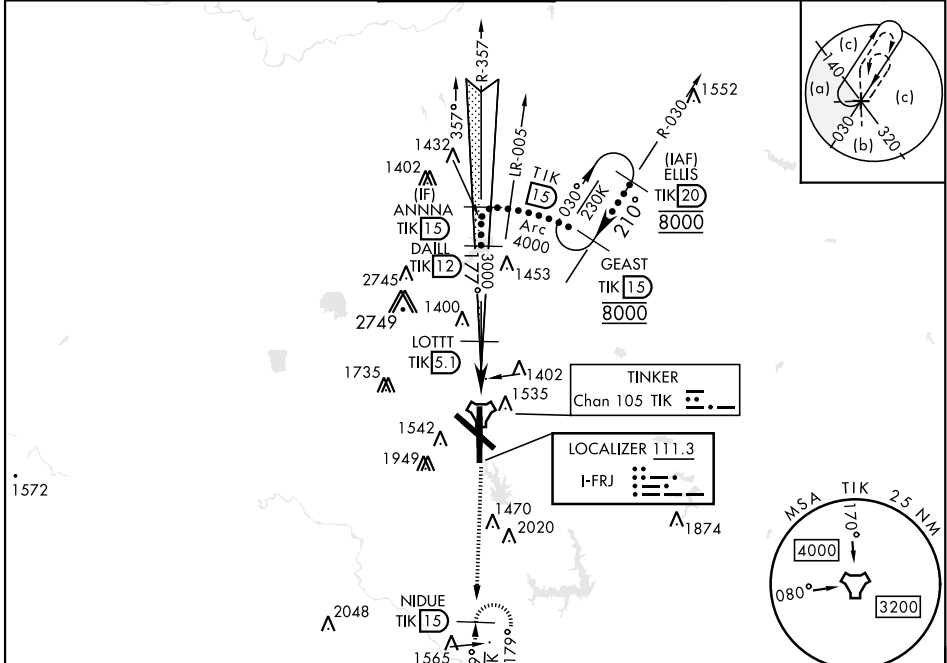 R-357
357°
LR-005
R-030
1552
1432
1402
(IF)
ANNNA
TIK 15
TIK
15
Arc
4000
030°
230K
210°
(IAF)
ELLIS
TIK 20
8000
DAILL
TIK 12
3000
177°
1453
GEAST
TIK 15
8000
2745
2749
1400
LOTTT
TIK 5.1
1735
1402
1535
TINKER
Chan 105 TIK
1542
1949
LOCALIZER 111.3
I-FRJ
1572
1470
2020
1874
NIDUE
TIK 15
2048
1565
179°
(c)
140
(a)
(c)
030
(b)
320
MSA TIK 25 NM
170°
4000
080°
3200